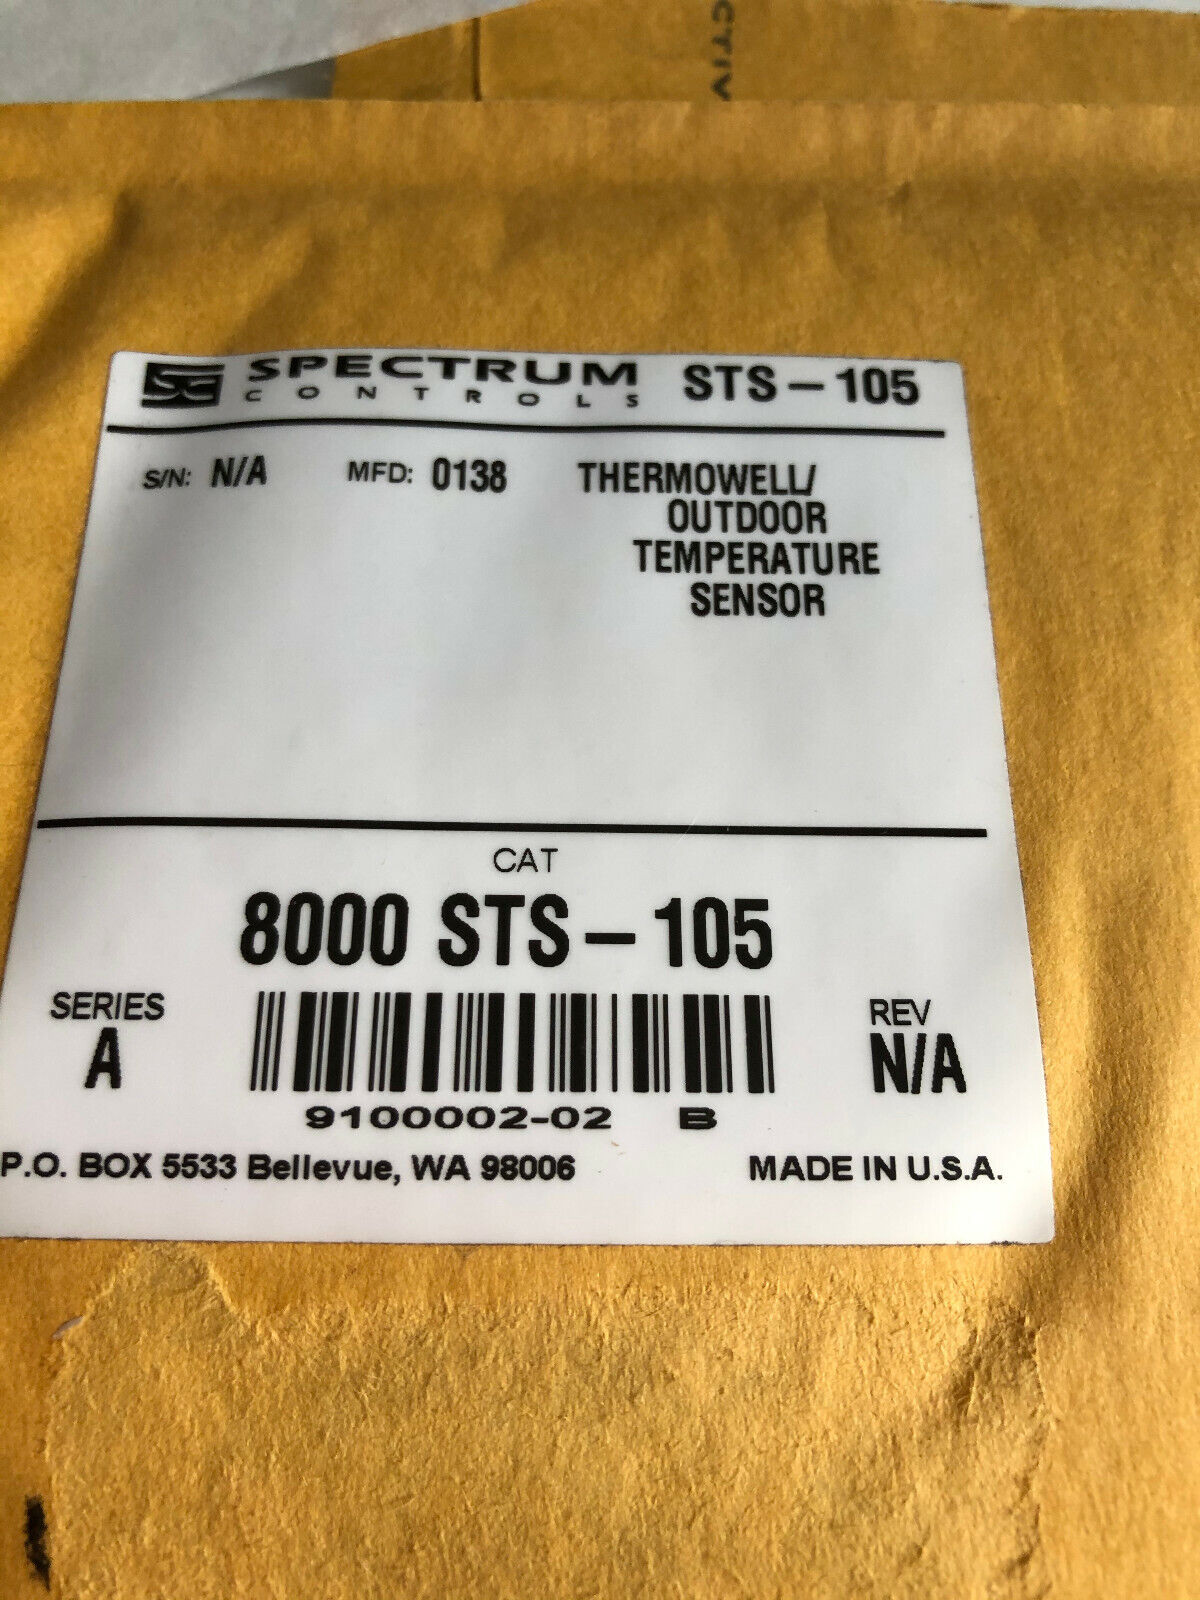 CTIV
SPECTRUM
CONTROLS
STS-105
S/N: N/A MFD: 0138
THERMOWELL/
OUTDOOR
TEMPERATURE
SENSOR
CAT
8000 STS-105
SERIES
A
REV
N/A
9100002-02 B
P.O. BOX 5533 Bellevue, WA 98006
MADE IN U.S.A.